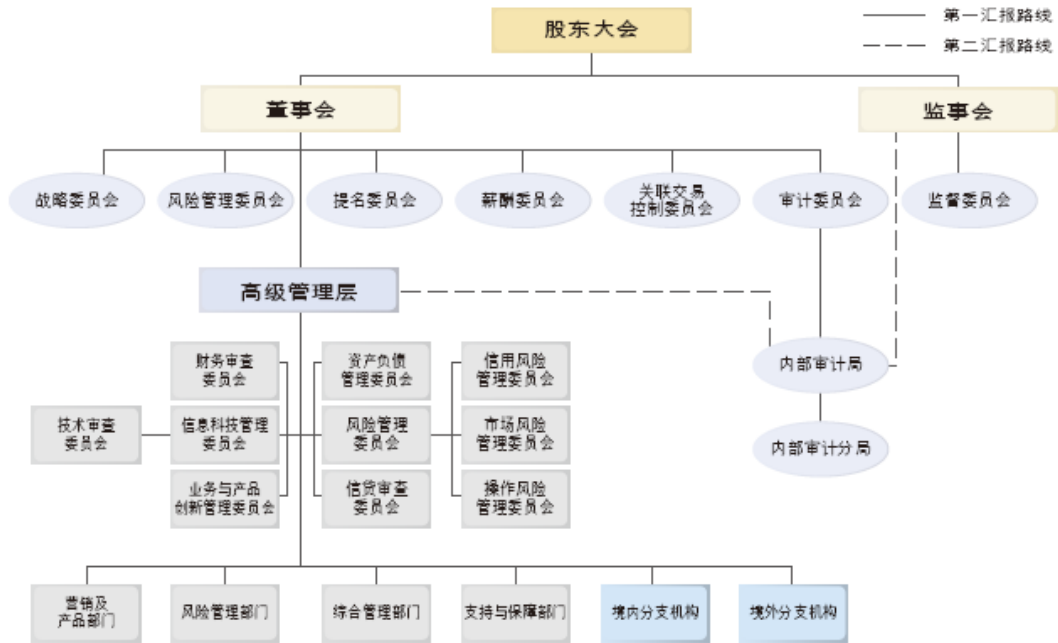 股东大会
第一汇报路线
第二汇报路线
董事会
监事会
战略委员会
风险管理委员会
提名委员会
薪酬委员会
关联交易
控制委员会
审计委员会
监督委员会
高级管理层
财务审查
委员会
资产负债
管理委员会
信用风险
管理委员会
内部审计局
技术审查
委员会
信息科技管理
委员会
风险管理
委员会
市场风险
管理委员会
内部审计分局
业务与产品
创新管理委员会
信贷审查
委员会
操作风险
管理委员会
营销及
产品部门
风险管理部门
综合管理部门
支持与保障部门
境内分支机构
境外分支机构